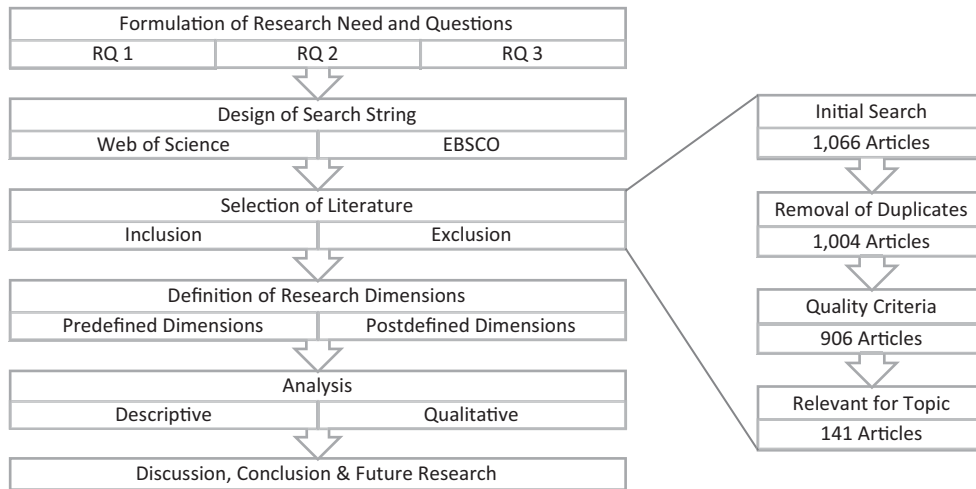 Formulation of Research Need and Questions
RQ 1
RQ 2
RQ 3
Design of Search String
Web of Science
EBSCO
Selection of Literature
Inclusion
Exclusion
Definition of Research Dimensions
Predefined Dimensions
Postdefined Dimensions
Analysis
Descriptive
Qualitative
Discussion, Conclusion & Future Research
Initial Search
1,066 Articles
Removal of Duplicates
1,004 Articles
Quality Criteria
906 Articles
Relevant for Topic
141 Articles